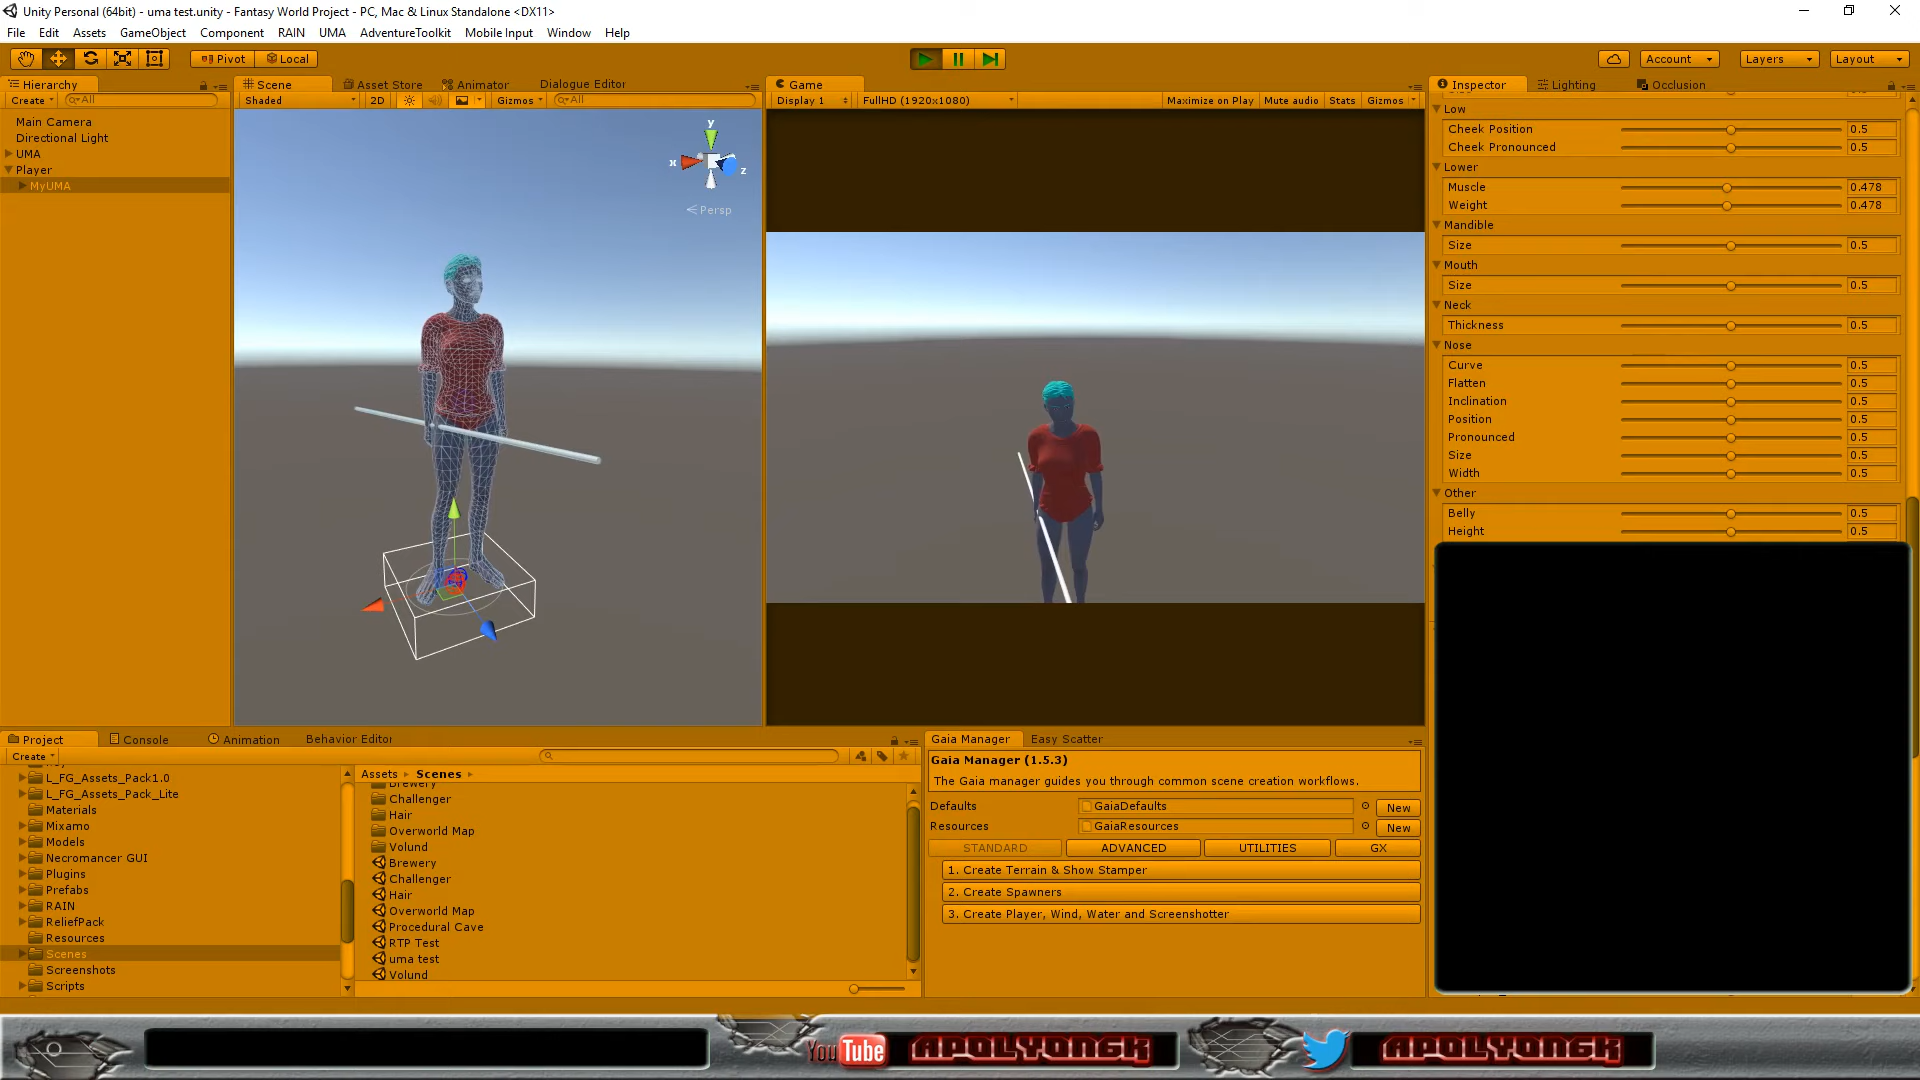 Unity Personal (64bit) - uma test.unity - Fantasy World Project - PC, Mac & Linux Standalone <DX11>
File Edit Assets GameObject Component RAIN UMA AdventureToolkit Mobile Input Window Help
Pivot Local Account Layers Layout
Hierarchy
Create All
Main Camera
Directional Light
UMA
Player
MyUMA
Scene Asset Store Animator Dialogue Editor
Shaded 2D Gizmos All
y
x
z
Persp
Game
Display 1 FullHD (1920x1080) Maximize on Play Mute audio Stats Gizmos
Inspector Lighting Occlusion
Low
Cheek Position 0.5
Cheek Pronounced 0.5
Lower
Muscle 0.478
Weight 0.478
Mandible
Size 0.5
Mouth
Size 0.5
Neck
Thickness 0.5
Nose
Curve 0.5
Flatten 0.5
Inclination 0.5
Position 0.5
Pronounced 0.5
Size 0.5
Width 0.5
Other
Belly 0.5
Height 0.5
Project Console Animation Behavior Editor
Create
L_FG_Assets_Pack1.0
L_FG_Assets_Pack_Lite
Materials
Mixamo
Models
Necromancer GUI
Plugins
Prefabs
RAIN
ReliefPack
Resources
Scenes
Screenshots
Scripts
Assets Scenes
Brewery
Challenger
Hair
Overworld Map
Volund
Brewery
Challenger
Hair
Overworld Map
Procedural Cave
RTP Test
uma test
Volund
Gaia Manager Easy Scatter
Gaia Manager (1.5.3)
The Gaia manager guides you through common scene creation workflows.
Defaults GaiaDefaults New
Resources GaiaResources New
STANDARD ADVANCED UTILITIES GX
1. Create Terrain & Show Stamper
2. Create Spawners
3. Create Player, Wind, Water and Screenshotter
YouTube APOLYON6K APOLYON6K